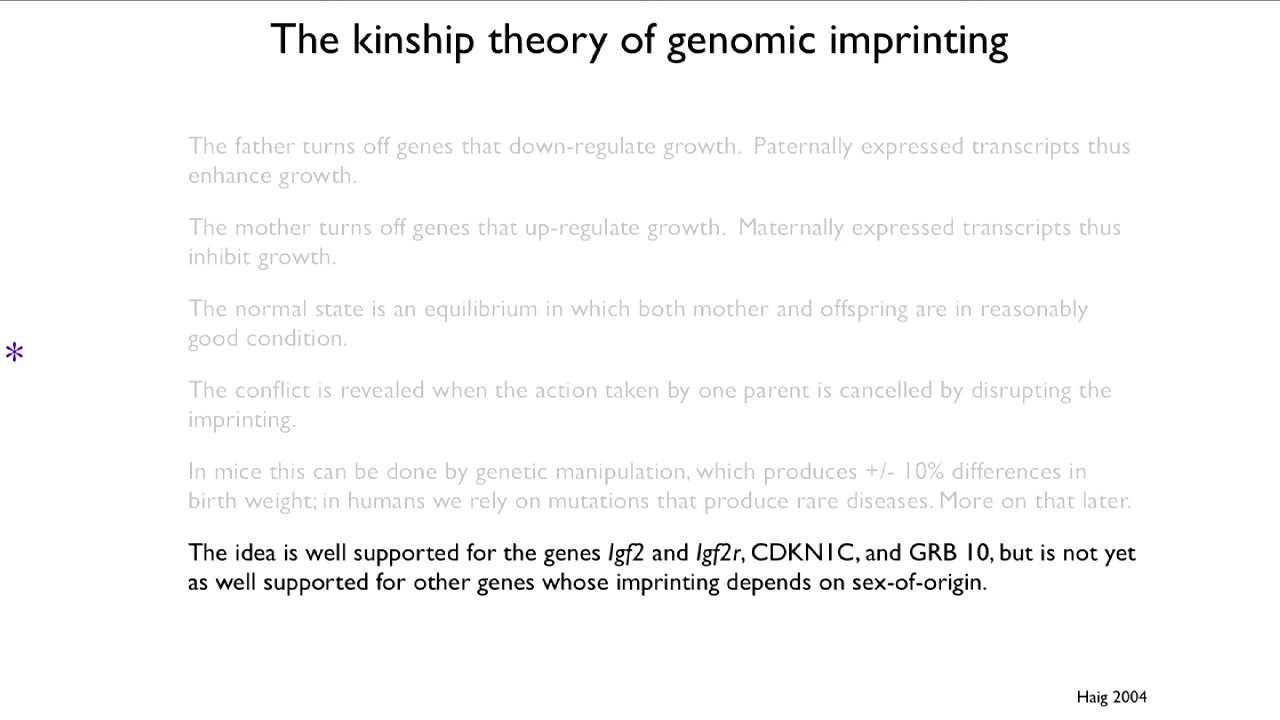 The kinship theory of genomic imprinting
The father turns off genes that down-regulate growth. Paternally expressed transcripts thus
enhance growth.
The mother turns off genes that up-regulate growth. Maternally expressed transcripts thus
inhibit growth.
The normal state is an equilibrium in which both mother and offspring are in reasonably
good condition.
*
The conflict is revealed when the action taken by one parent is cancelled by disrupting the
imprinting.
In mice this can be done by genetic manipulation, which produces +/- 10% differences in
birth weight; in humans we rely on mutations that produce rare diseases. More on that later.
The idea is well supported for the genes Igf2 and Igf2r, CDKN1C, and GRB 10, but is not yet
as well supported for other genes whose imprinting depends on sex-of-origin.
Haig 2004